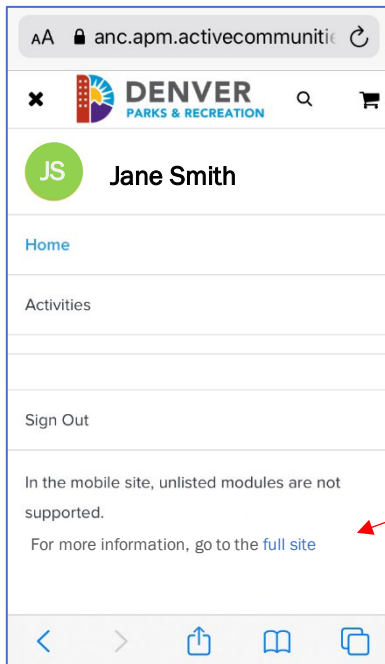 AA anc.apm.activecommunitie
DENVER
PARKS & RECREATION
JS Jane Smith
Home
Activities
Sign Out
In the mobile site, unlisted modules are not
supported.
For more information, go to the full site